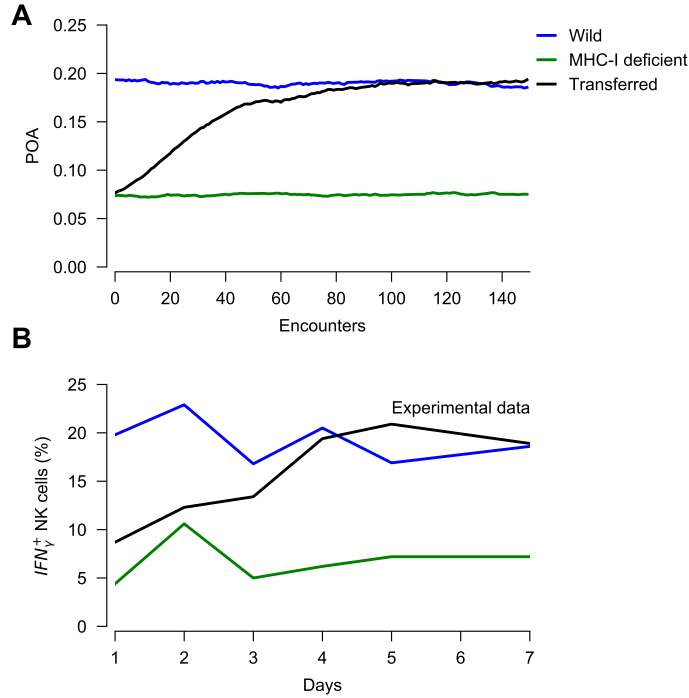 A
0.25
0.20
0.15
0.10
0.05
0.00
POA
0 20 40 60 80 100 120 140
Encounters
Wild
MHC-I deficient
Transferred
B
25
20
15
10
5
0
IFNγ+ NK cells (%)
Experimental data
1 2 3 4 5 6 7
Days